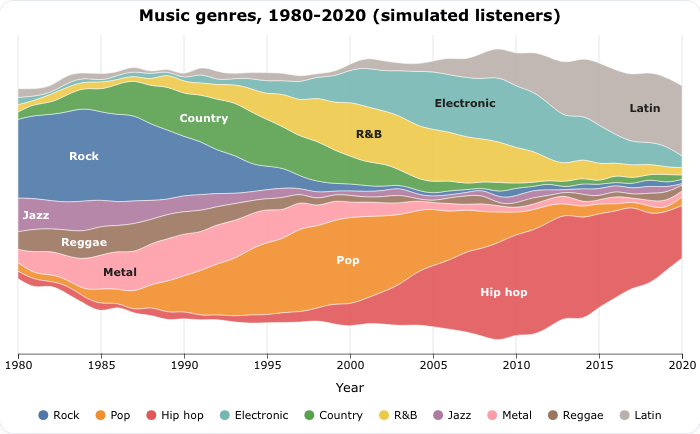 Music genres, 1980–2020 (simulated listeners)
Latin
Electronic
Country
R&B
Rock
Jazz
Reggae
Metal
Pop
Hip hop
1980 1985 1990 1995 2000 2005 2010 2015 2020
Year
Rock Pop Hip hop Electronic Country R&B Jazz Metal Reggae Latin